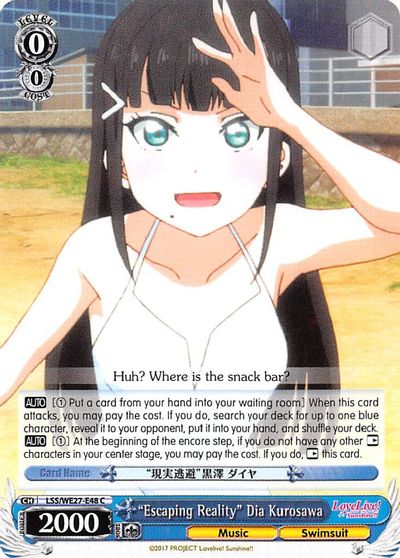 LEVEL
0
0
COST
Huh? Where is the snack bar?
AUTO [① Put a card from your hand into your waiting room] When this card
attacks, you may pay the cost. If you do, search your deck for up to one blue
character, reveal it to your opponent, put it into your hand, and shuffle your deck.
AUTO [①] At the beginning of the encore step, if you do not have any other
characters in your center stage, you may pay the cost. If you do,
Card Name
“現実逃避”黒澤 ダイヤ
CH LSS/WE27-E48 C
POWER
2000
“Escaping Reality” Dia Kurosawa
LoveLive!
Sunshine!!
Music
Swimsuit
©2017 PROJECT Lovelive! Sunshine!!